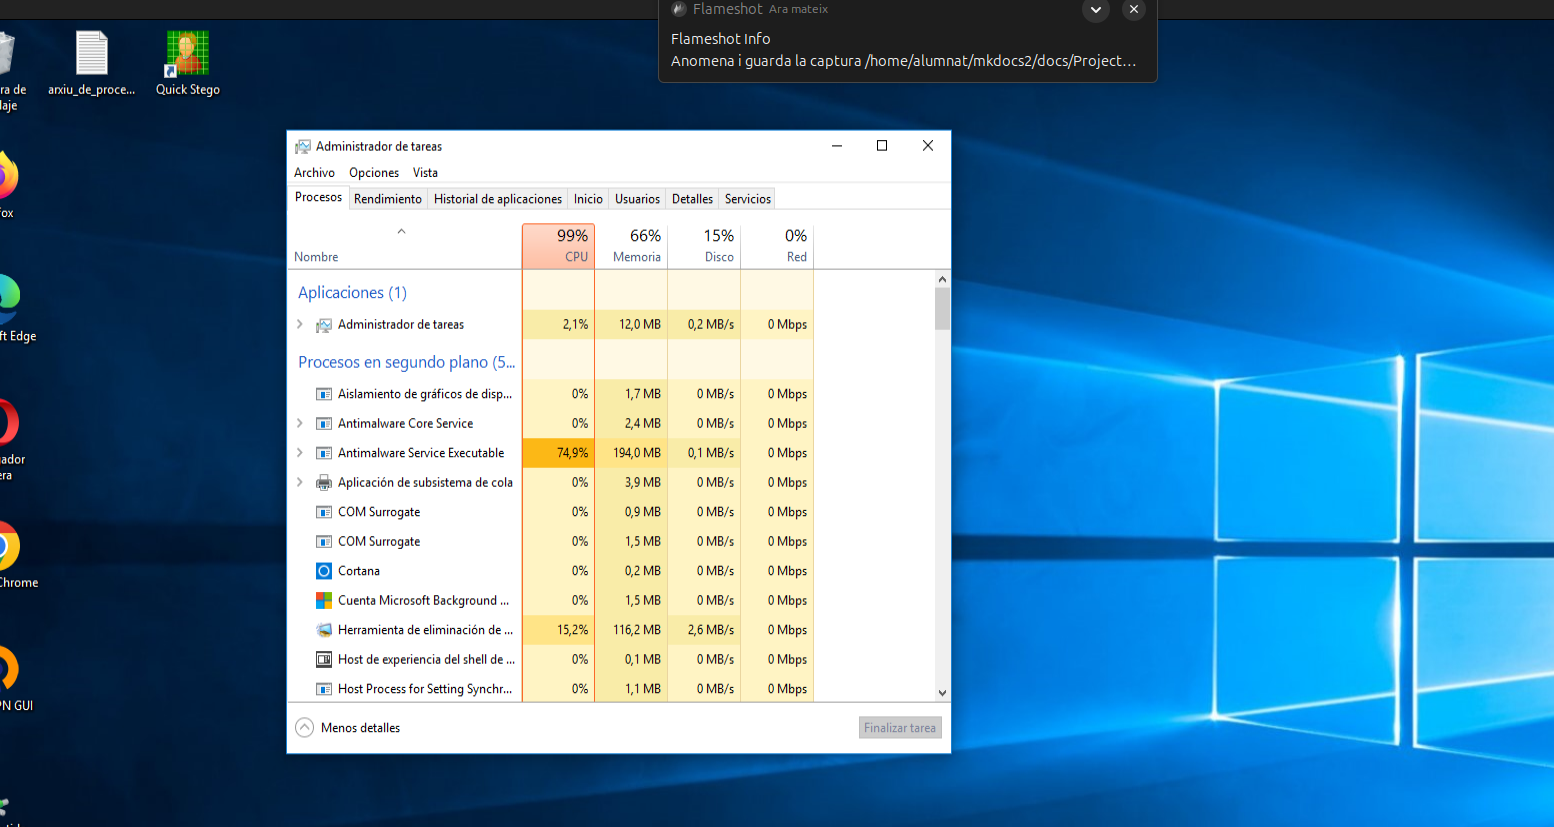 Flameshot Ara mateix
Flameshot Info
Anomena i guarda la captura /home/alumnat/mkdocs2/docs/Project…
ra de
laje
arxiu_de_proce...
Quick Stego
fox
ft Edge
gador
era
Chrome
PN GUI
Administrador de tareas
Archivo Opciones Vista
Procesos Rendimiento Historial de aplicaciones Inicio Usuarios Detalles Servicios
99% 66% 15% 0%
Nombre CPU Memoria Disco Red
Aplicaciones (1)
Administrador de tareas 2,1% 12,0 MB 0,2 MB/s 0 Mbps
Procesos en segundo plano (5...
Aislamiento de gráficos de disp... 0% 1,7 MB 0 MB/s 0 Mbps
Antimalware Core Service 0% 2,4 MB 0 MB/s 0 Mbps
Antimalware Service Executable 74,9% 194,0 MB 0,1 MB/s 0 Mbps
Aplicación de subsistema de cola 0% 3,9 MB 0 MB/s 0 Mbps
COM Surrogate 0% 0,9 MB 0 MB/s 0 Mbps
COM Surrogate 0% 1,5 MB 0 MB/s 0 Mbps
Cortana 0% 0,2 MB 0 MB/s 0 Mbps
Cuenta Microsoft Background ... 0% 1,5 MB 0 MB/s 0 Mbps
Herramienta de eliminación de ... 15,2% 116,2 MB 2,6 MB/s 0 Mbps
Host de experiencia del shell de ... 0% 0,1 MB 0 MB/s 0 Mbps
Host Process for Setting Synchr... 0% 1,1 MB 0 MB/s 0 Mbps
Menos detalles Finalizar tarea